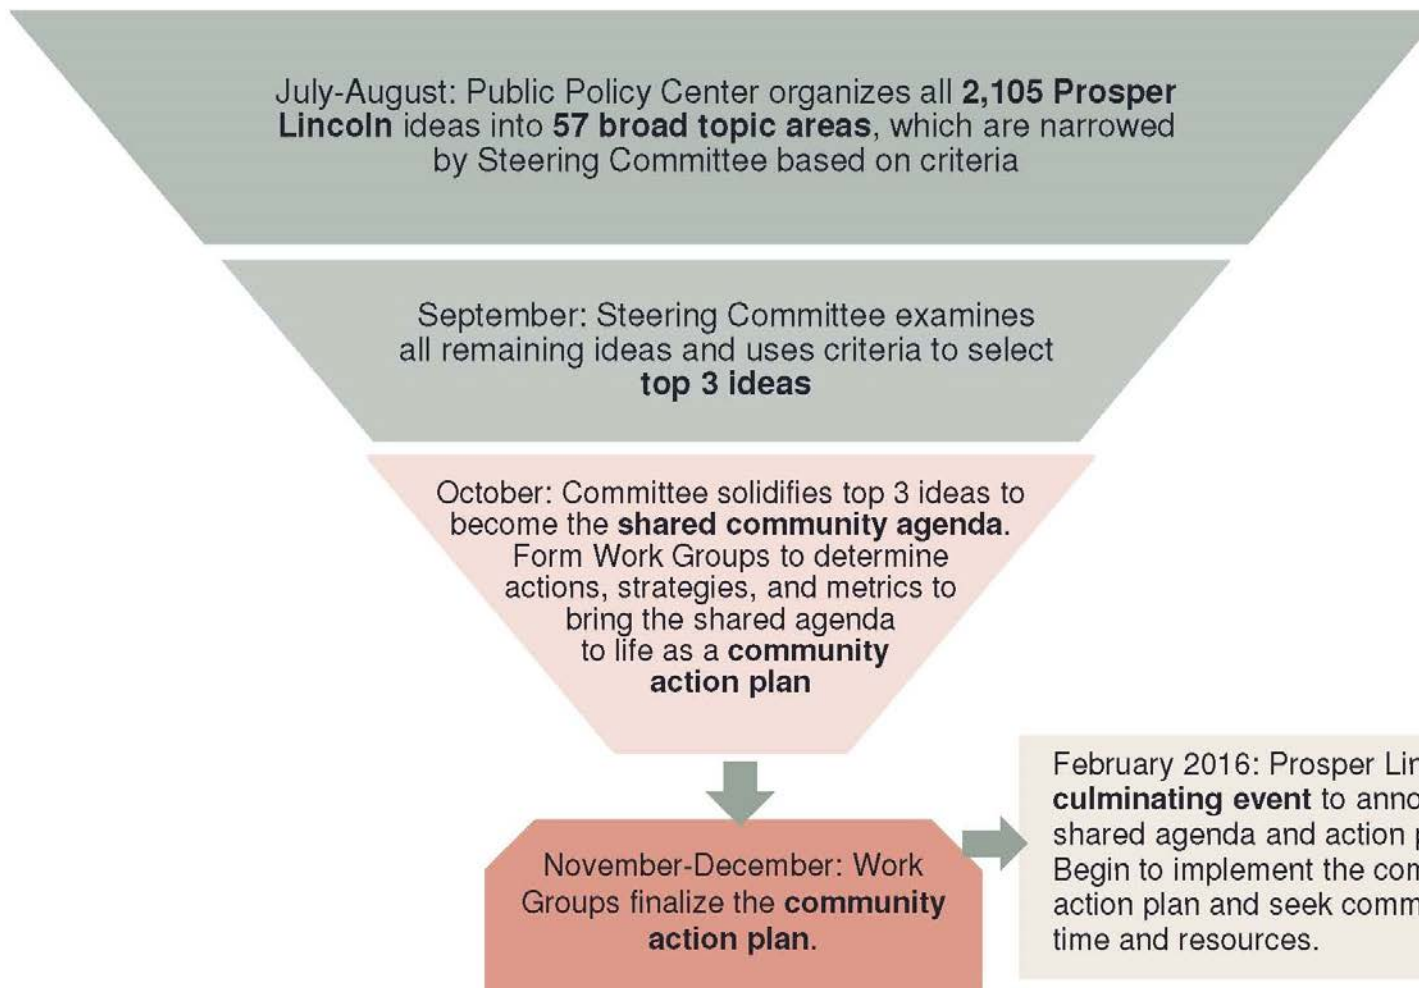 July-August: Public Policy Center organizes all 2,105 Prosper
Lincoln ideas into 57 broad topic areas, which are narrowed
by Steering Committee based on criteria
September: Steering Committee examines
all remaining ideas and uses criteria to select
top 3 ideas
October: Committee solidifies top 3 ideas to
become the shared community agenda.
Form Work Groups to determine
actions, strategies, and metrics to
bring the shared agenda
to life as a community
action plan
November-December: Work
Groups finalize the community
action plan.
February 2016: Prosper
culminating event to
shared agenda and action
Begin to implement the
action plan and seek
time and resources.